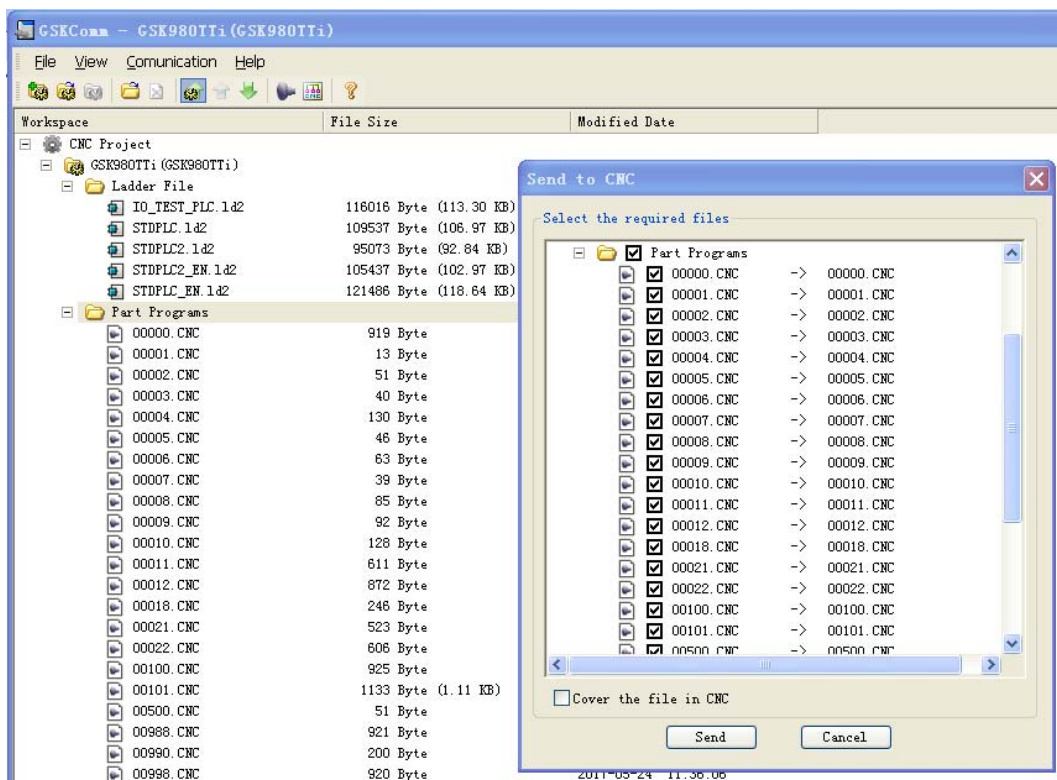 GSKComm - GSK980TTi(GSK980TTi)
File View Comunication Help
Workspace File Size Modified Date
CNC Project
GSK980TTi(GSK980TTi)
Ladder File
IO_TEST_PLC.ld2 116016 Byte (113.30 KB)
STDPLC.ld2 109537 Byte (106.97 KB)
STDPLC2.ld2 95073 Byte (92.84 KB)
STDPLC2_EN.ld2 105437 Byte (102.97 KB)
STDPLC_EN.ld2 121486 Byte (118.64 KB)
Part Programs
O0000.CNC 919 Byte
O0001.CNC 13 Byte
O0002.CNC 51 Byte
O0003.CNC 40 Byte
O0004.CNC 130 Byte
O0005.CNC 46 Byte
O0006.CNC 63 Byte
O0007.CNC 39 Byte
O0008.CNC 85 Byte
O0009.CNC 92 Byte
O0010.CNC 128 Byte
O0011.CNC 611 Byte
O0012.CNC 872 Byte
O0018.CNC 246 Byte
O0021.CNC 523 Byte
O0022.CNC 606 Byte
O0100.CNC 925 Byte
O0101.CNC 1133 Byte (1.11 KB)
O0500.CNC 51 Byte
O0988.CNC 921 Byte
O0990.CNC 200 Byte
O0998.CNC 920 Byte 2017-05-24 11:36:06
Send to CNC
Select the required files
Part Programs
O0000.CNC -> O0000.CNC
O0001.CNC -> O0001.CNC
O0002.CNC -> O0002.CNC
O0003.CNC -> O0003.CNC
O0004.CNC -> O0004.CNC
O0005.CNC -> O0005.CNC
O0006.CNC -> O0006.CNC
O0007.CNC -> O0007.CNC
O0008.CNC -> O0008.CNC
O0009.CNC -> O0009.CNC
O0010.CNC -> O0010.CNC
O0011.CNC -> O0011.CNC
O0012.CNC -> O0012.CNC
O0018.CNC -> O0018.CNC
O0021.CNC -> O0021.CNC
O0022.CNC -> O0022.CNC
O0100.CNC -> O0100.CNC
O0101.CNC -> O0101.CNC
O0500.CNC -> O0500.CNC
Cover the file in CNC
Send Cancel